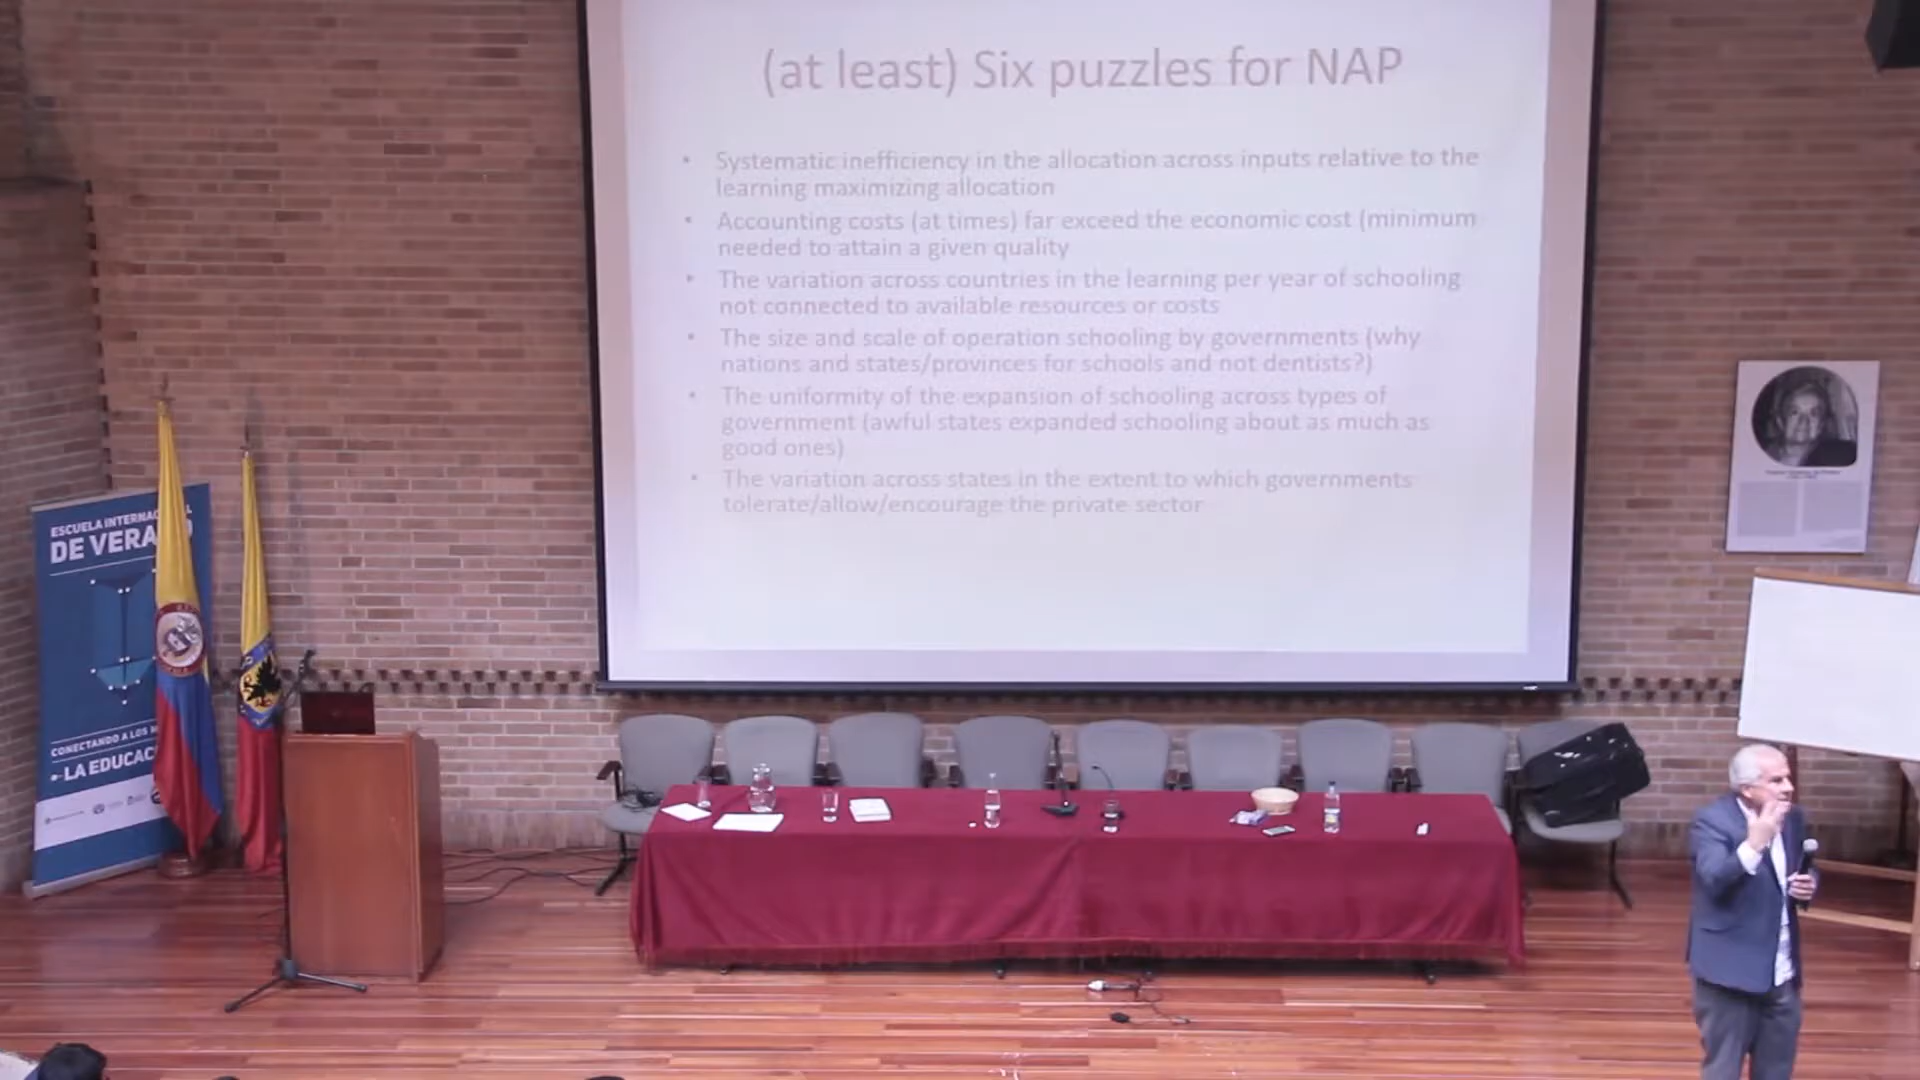 (at least) Six puzzles for NAP
• Systematic inefficiency in the allocation across inputs relative to the
learning maximizing allocation
• Accounting costs (at times) far exceed the economic cost (minimum
needed to attain a given quality
• The variation across countries in the learning per year of schooling
not connected to available resources or costs
• The size and scale of operation schooling by governments (why
nations and states/provinces for schools and not dentists?)
• The uniformity of the expansion of schooling across types of
government (awful states expanded schooling about as much as
good ones)
• The variation across states in the extent to which governments
tolerate/allow/encourage the private sector
ESCUELA
DE
CONECTANDO A LOS
LA